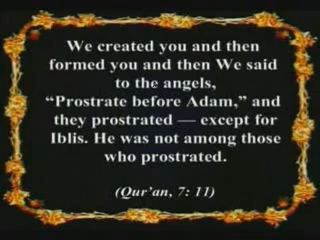 We created you and then
formed you and then We said
to the angels,
“Prostrate before Adam,” and
they prostrated — except for
Iblis. He was not among those
who prostrated.
(Qur’an, 7: 11)